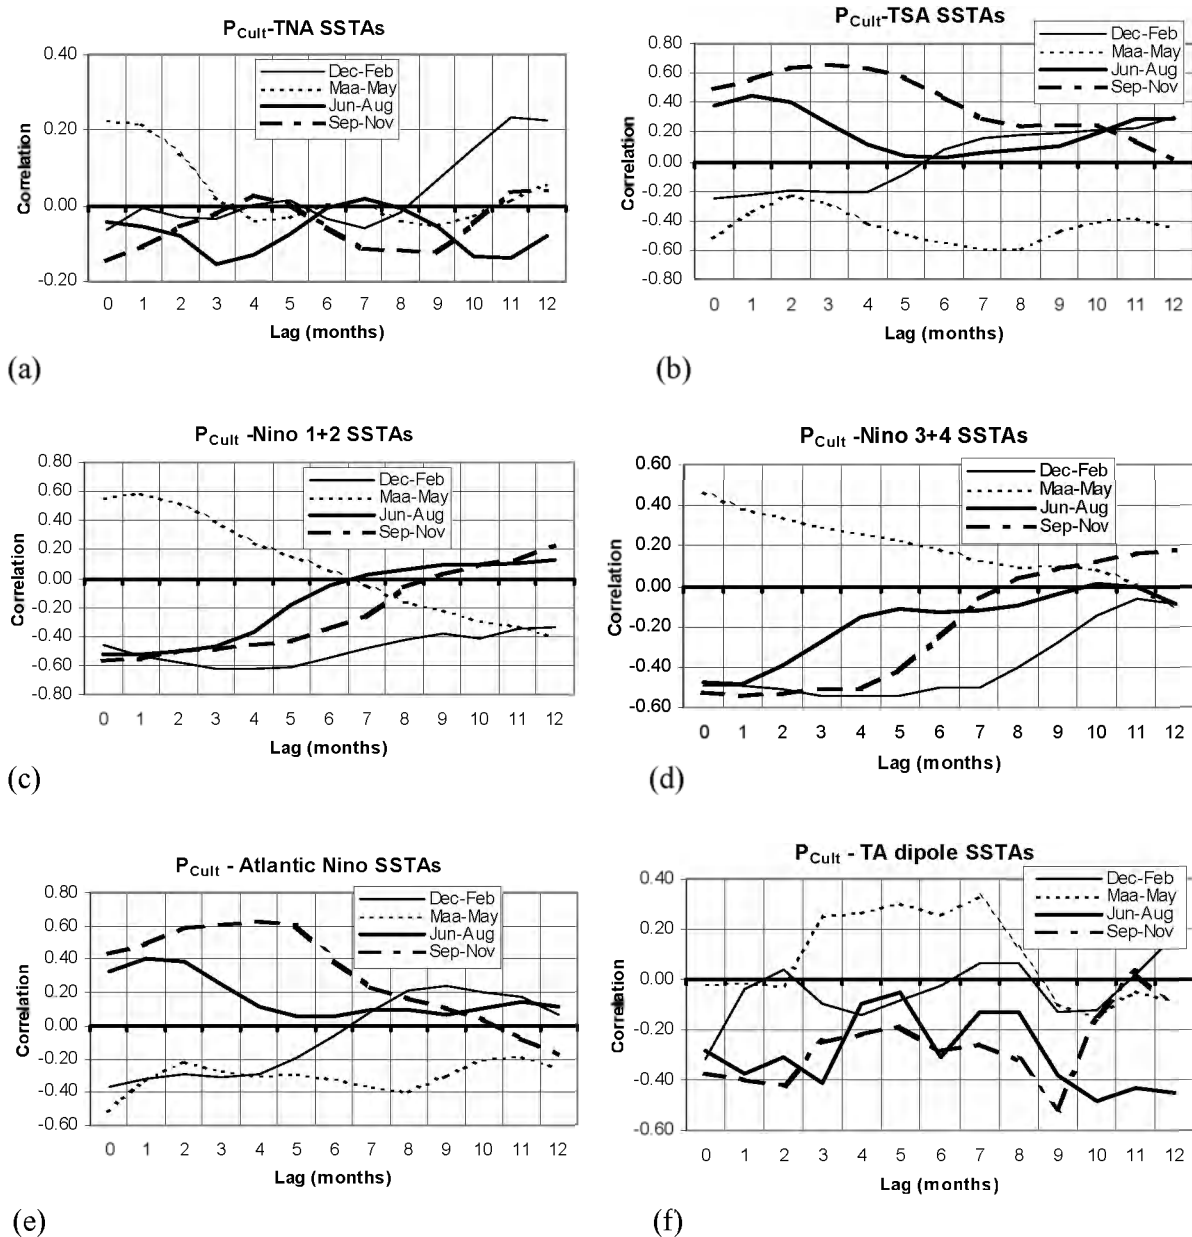 P_Cult-TNA SSTAs
0.40
0.20
0.00
-0.20
Correlation
Dec-Feb
Maa-May
Jun-Aug
Sep-Nov
0 1 2 3 4 5 6 7 8 9 10 11 12
Lag (months)
(a)
P_Cult-TSA SSTAs
0.80
0.60
0.40
0.20
0.00
-0.20
-0.40
-0.60
-0.80
Correlation
Dec-Feb
Maa-May
Jun-Aug
Sep-Nov
0 1 2 3 4 5 6 7 8 9 10 11 12
Lag (months)
(b)
P_Cult -Nino 1+2 SSTAs
0.80
0.60
0.40
0.20
0.00
-0.20
-0.40
-0.60
-0.80
Correlation
Dec-Feb
Maa-May
Jun-Aug
Sep-Nov
0 1 2 3 4 5 6 7 8 9 10 11 12
Lag (months)
(c)
P_Cult -Nino 3+4 SSTAs
0.60
0.40
0.20
0.00
-0.20
-0.40
-0.60
Correlation
Dec-Feb
Maa-May
Jun-Aug
Sep-Nov
0 1 2 3 4 5 6 7 8 9 10 11 12
Lag (months)
(d)
P_Cult - Atlantic Nino SSTAs
0.80
0.60
0.40
0.20
0.00
-0.20
-0.40
-0.60
Correlation
Dec-Feb
Maa-May
Jun-Aug
Sep-Nov
0 1 2 3 4 5 6 7 8 9 10 11 12
Lag (months)
(e)
P_Cult - TA dipole SSTAs
0.40
0.20
0.00
-0.20
-0.40
-0.60
Correlation
Dec-Feb
Maa-May
Jun-Aug
Sep-Nov
0 1 2 3 4 5 6 7 8 9 10 11 12
Lag (months)
(f)